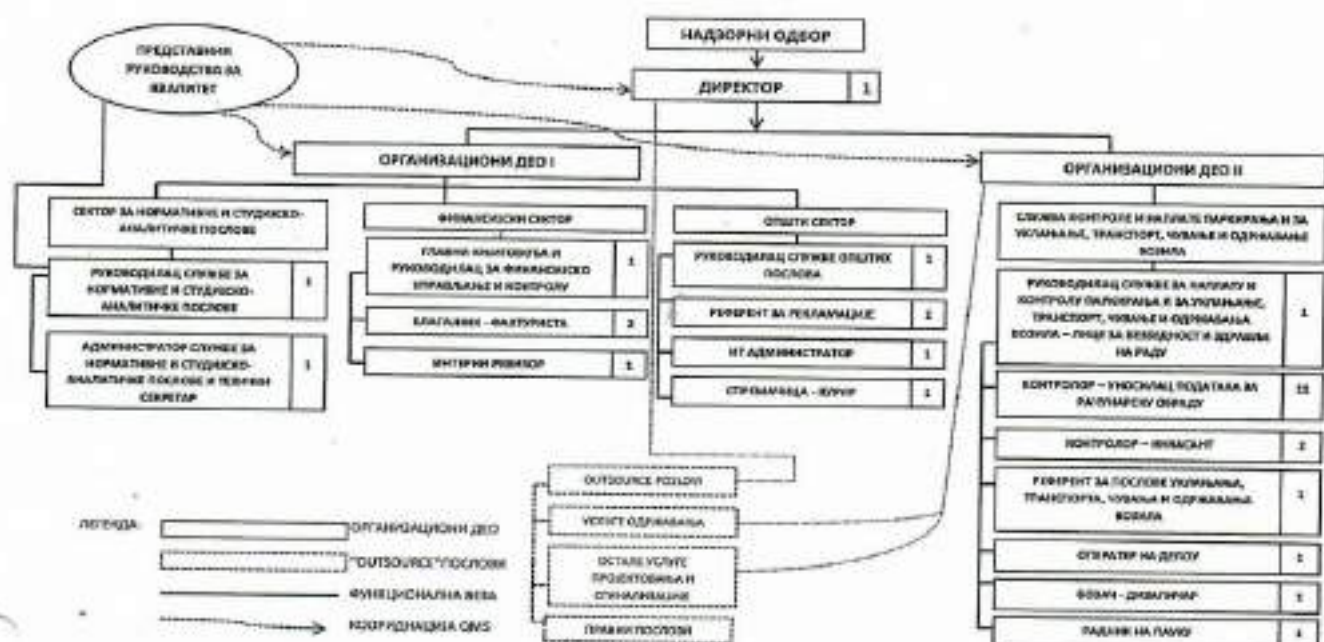 ПРЕДСТАВНИК
РУКОВОДСТВА ЗА
КВАЛИТЕТ
НАДЗОРНИ ОДБОР
ДИРЕКТОР 1
ОРГАНИЗАЦИОНИ ДЕО I
ОРГАНИЗАЦИОНИ ДЕО II
СЕКТОР ЗА НОРМАТИВНЕ И СТУДИЈСКО-
АНАЛИТИЧКЕ ПОСЛОВЕ
РУКОВОДИЛАЦ СЛУЖБЕ ЗА
НОРМАТИВНЕ И СТУДИЈСКО-
АНАЛИТИЧКЕ ПОСЛОВЕ
1
АДМИНИСТРАТОР СЛУЖБЕ ЗА
НОРМАТИВНЕ И СТУДИЈСКО-
АНАЛИТИЧКЕ ПОСЛОВЕ И ТЕХНИЧКИ
СЕКРЕТАР
1
ФИНАНСИЈСКИ СЕКТОР
ГЛАВНИ КЊИГОВОЂА И
РУКОВОДИЛАЦ ЗА ФИНАНСИЈСКО
УПРАВЉАЊЕ И КОНТРОЛУ
1
БЛАГАЈНИК - ФАКТУРИСТА
ИНТЕРНИ РЕВИЗОР 1
ОПШТИ СЕКТОР
РУКОВОДИЛАЦ СЛУЖБЕ ОПШТИХ
ПОСЛОВА
1
РЕФЕРЕНТ ЗА РЕКЛАМАЦИЈЕ
ИТ АДМИНИСТРАТОР 1
СПРЕМАЧИЦА - КУРИР 1
СЛУЖБА КОНТРОЛЕ И НАПЛАТЕ ПАРКИРАЊА И ЗА
УКЛАЊАЊЕ, ТРАНСПОРТ, ЧУВАЊЕ И ОДРЖАВАЊЕ
ВОЗИЛА
РУКОВОДИЛАЦ СЛУЖБЕ ЗА НАПЛАТУ
И КОНТРОЛУ ПАРКИРАЊА И ЗА УКЛАЊАЊЕ,
ТРАНСПОРТ, ЧУВАЊЕ И ОДРЖАВАЊА
ВОЗИЛА – ЛИЦЕ ЗА БЕЗБЕДНОСТ И ЗДРАВЉЕ
НА РАДУ
1
КОНТРОЛОР – УНОСИЛАЦ ПОДАТАКА ЗА
РАЧУНАРСКУ ОБРАДУ
КОНТРОЛОР – ИНКАСАНТ
РЕФЕРЕНТ ЗА ПОСЛОВЕ УКЛАЊАЊА,
ТРАНСПОРТА, ЧУВАЊА И ОДРЖАВАЊА
ВОЗИЛА
1
ОПЕРАТЕР НА ДЕПОУ 1
ВОЗАЧ - ДИЗАЛИЧАР
РАДНИК НА ПАУКУ 1
OUTSOURCE POSLOVI
УСЛУГЕ ОДРЖАВАЊА
ОСТАЛЕ УСЛУГЕ
ПРОЈЕКТОВАЊА И
СИГНАЛИЗАЦИЈЕ
ПРАВНИ ПОСЛОВИ
ЛЕГЕНДА:
ОРГАНИЗАЦИОНИ ДЕО
"OUTSOURCE" ПОСЛОВИ
ФУНКЦИОНАЛНА ВЕЗА
КООРДИНАЦИЈА QMS